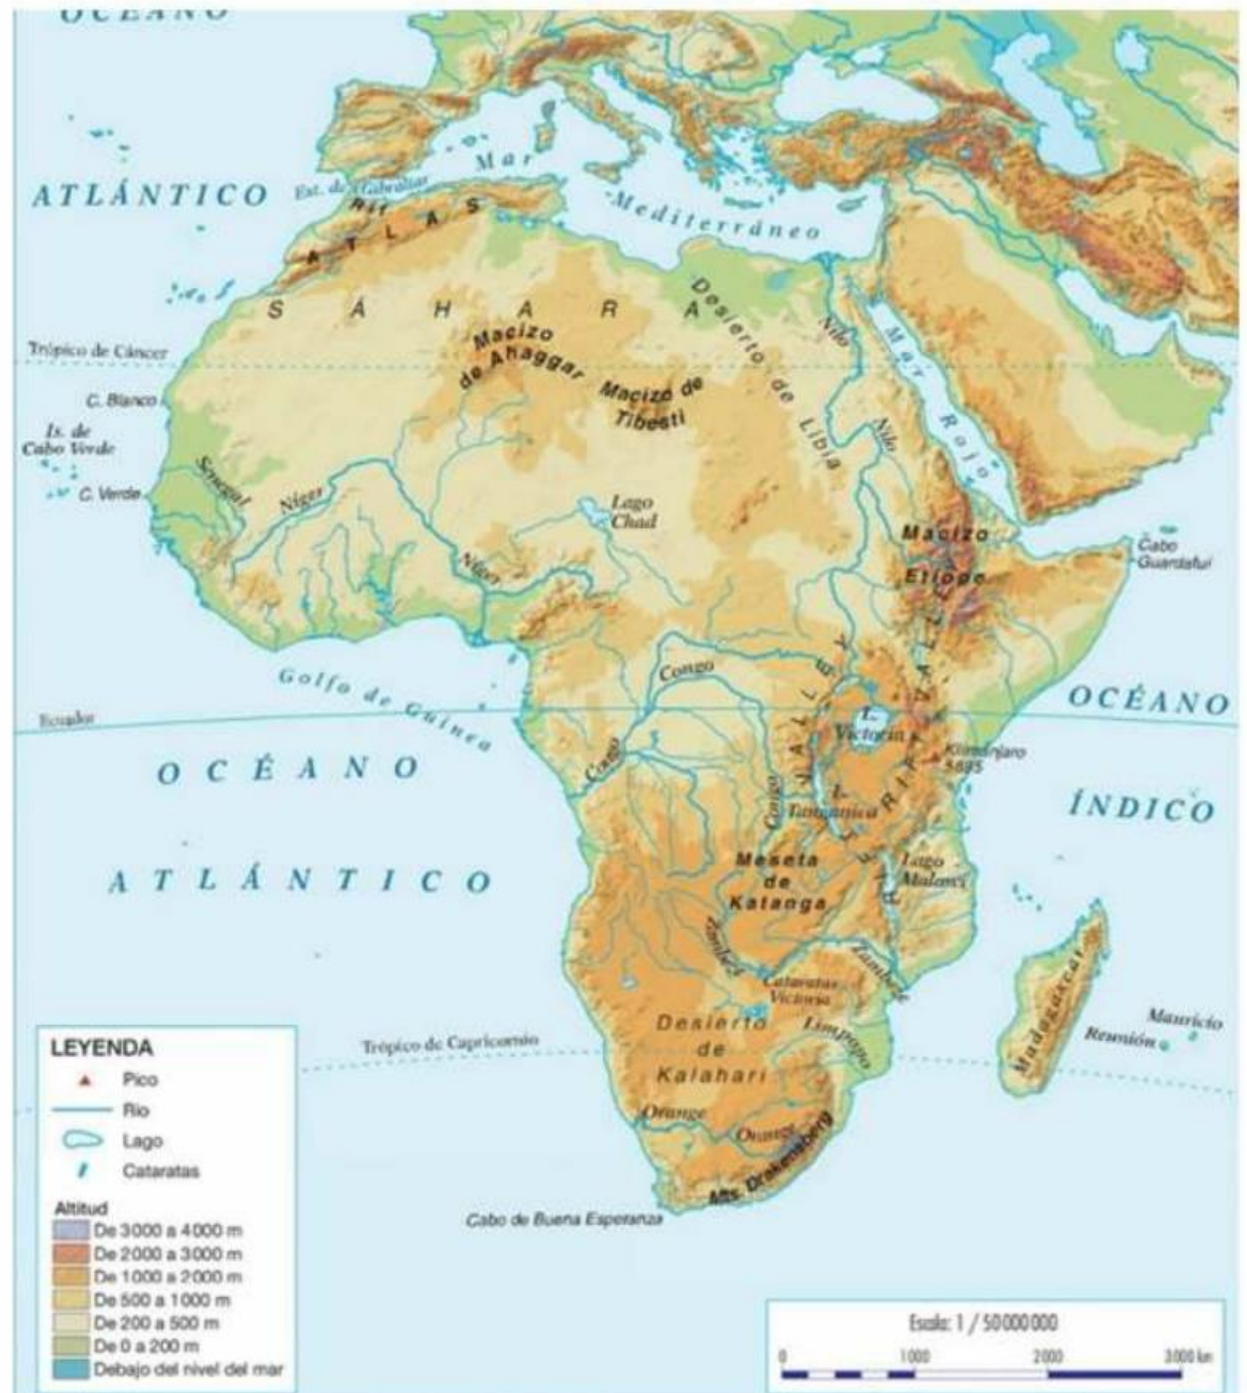 OCÉANO
ATLÁNTICO
Est. de Gibraltar
Mar
Mediterráneo
Rif
ATLAS
SÁHARA
Macizo
de Ahaggar
Macizo de
Tibesti
Desierto de Libia
Nilo
Mar Rojo
Trópico de Cáncer
C. Blanco
Is. de
Cabo Verde
C. Verde
Senegal
Níger
Nilo
Lago
Chad
Níger
Macizo
Etíope
Cabo
Guardafui
Golfo de Guinea
Congo
VALLEY
RIFT VALLEY
OCÉANO
Ecuador
L.
Victoria
Kilimanjaro
5895
Congo
OCÉANO
ÍNDICO
Congo
L.
Tanganica
ATLÁNTICO
Meseta
de
Katanga
Lago
Malawi
Zambeze
Zambeze
Cataratas
Victoria
Madagascar
Mauricio
Reunión
Desierto
de
Kalahari
Limpopo
Trópico de Capricornio
Orange
Orange
Mts. Drakensberg
Cabo de Buena Esperanza
LEYENDA
Pico
Río
Lago
Cataratas
Altitud
De 3000 a 4000 m
De 2000 a 3000 m
De 1000 a 2000 m
De 500 a 1000 m
De 200 a 500 m
De 0 a 200 m
Debajo del nivel del mar
Escala: 1 / 50 000 000
0 1000 2000 3000 km